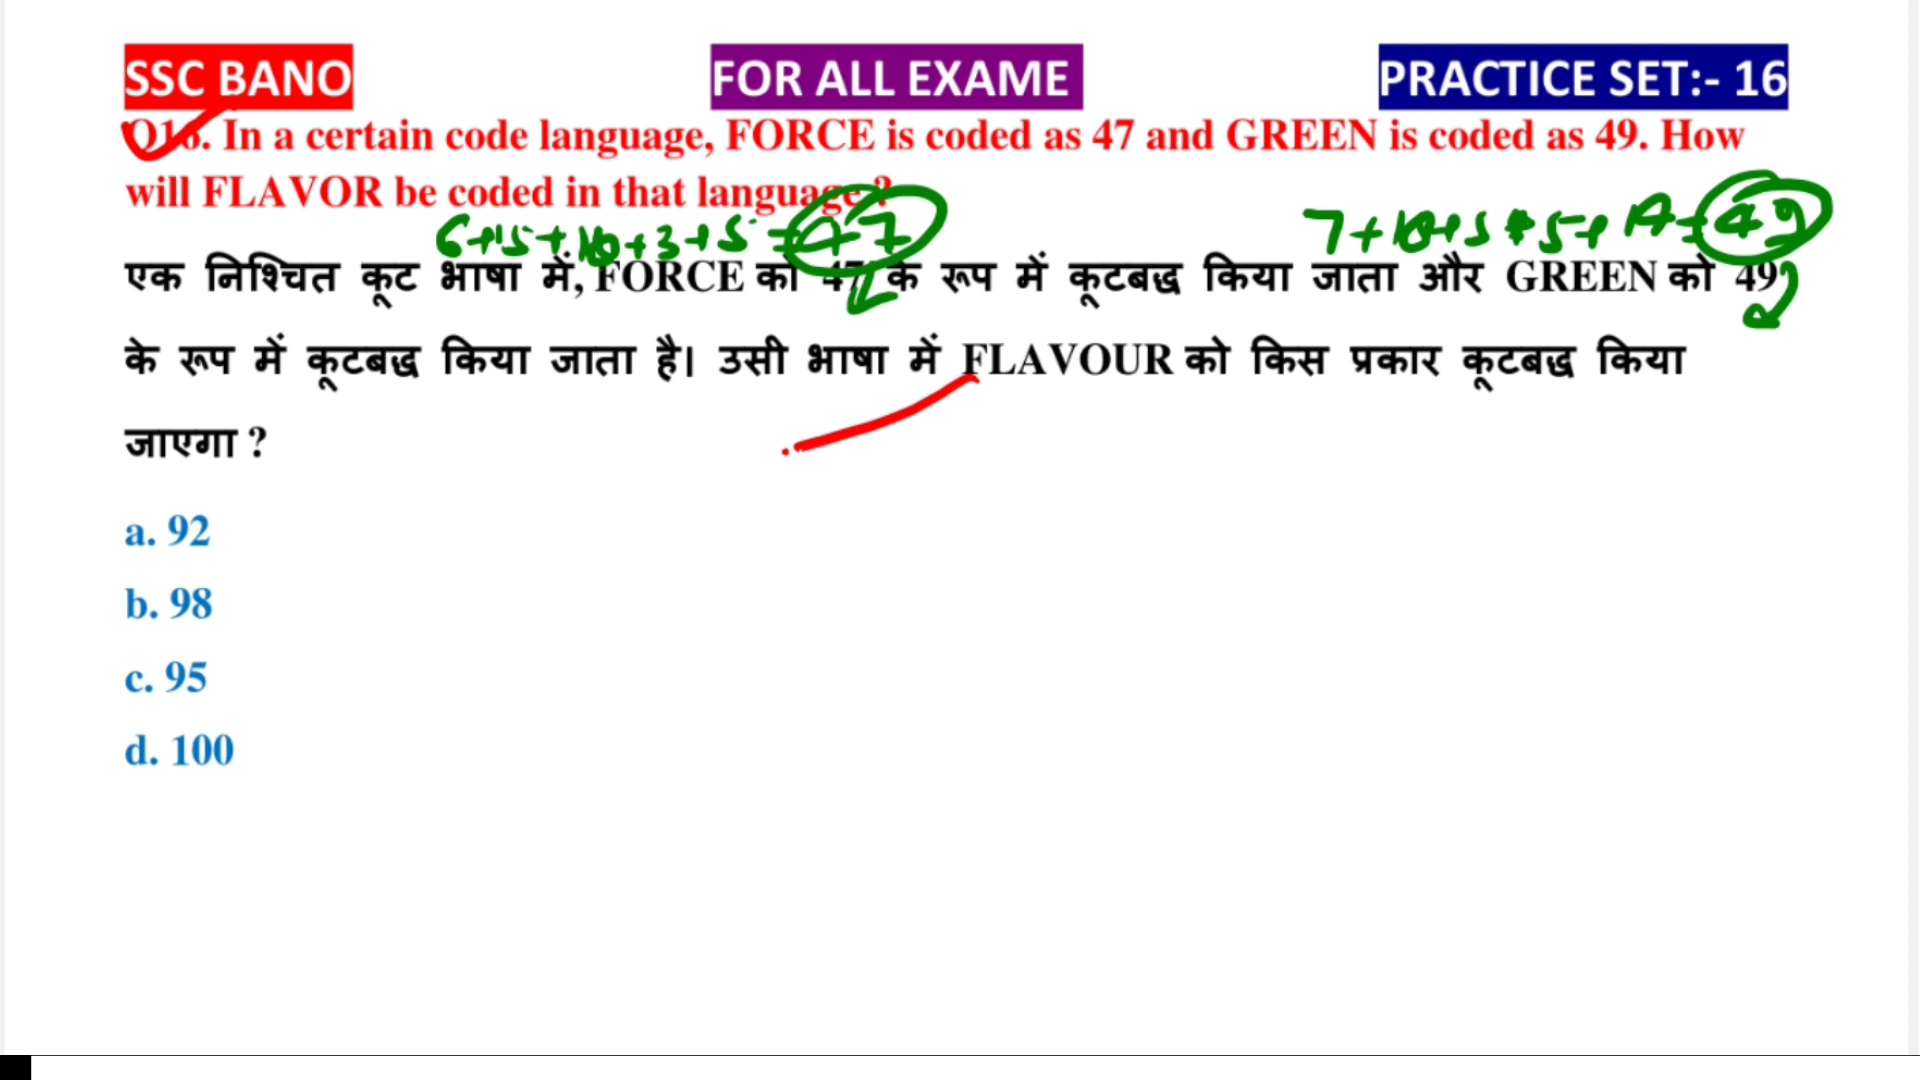 SSC BANO FOR ALL EXAME PRACTICE SET:- 16
Q16. In a certain code language, FORCE is coded as 47 and GREEN is coded as 49. How
will FLAVOR be coded in that language ?
6+15+18+3+5 = 47 7+18+5+5+14=49
एक निश्चित कूट भाषा में, FORCE को 47 के रूप में कूटबद्ध किया जाता और GREEN को 49
के रूप में कूटबद्ध किया जाता है। उसी भाषा में FLAVOUR को किस प्रकार कूटबद्ध किया
जाएगा ?
a. 92
b. 98
c. 95
d. 100